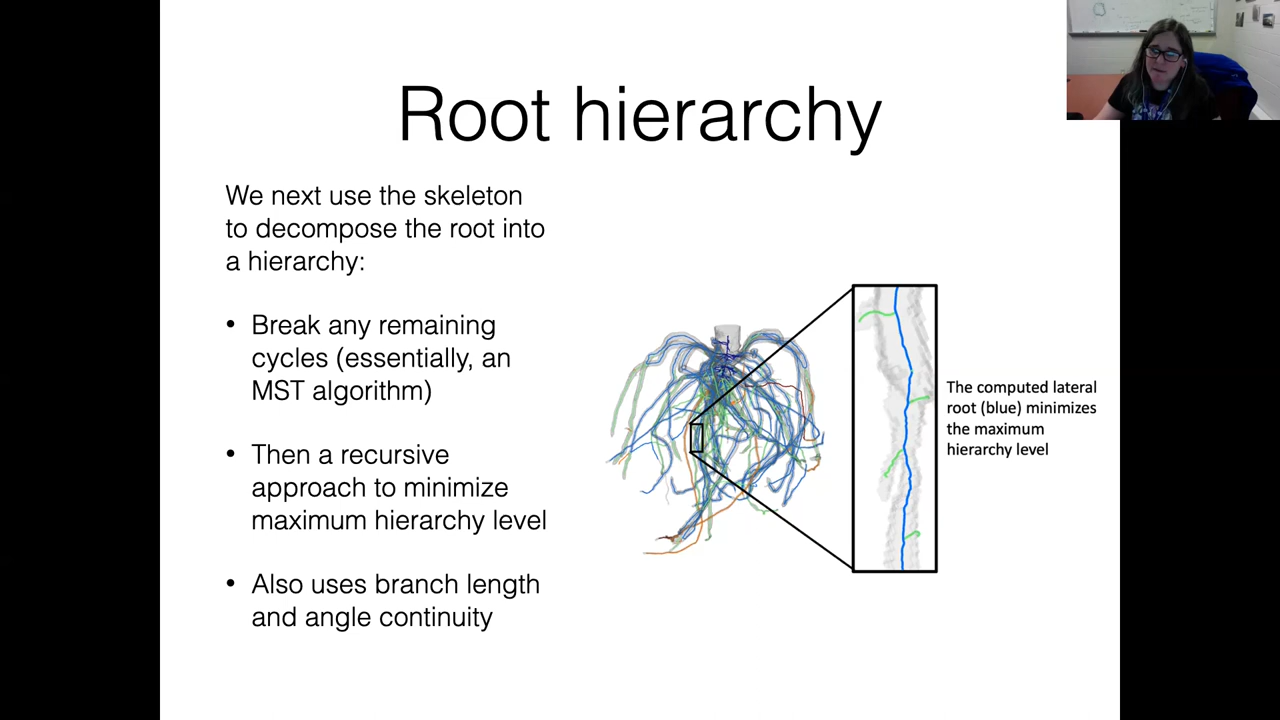 Root hierarchy
We next use the skeleton
to decompose the root into
a hierarchy:
• Break any remaining
cycles (essentially, an
MST algorithm)
• Then a recursive
approach to minimize
maximum hierarchy level
• Also uses branch length
and angle continuity
The computed lateral
root (blue) minimizes
the maximum
hierarchy level